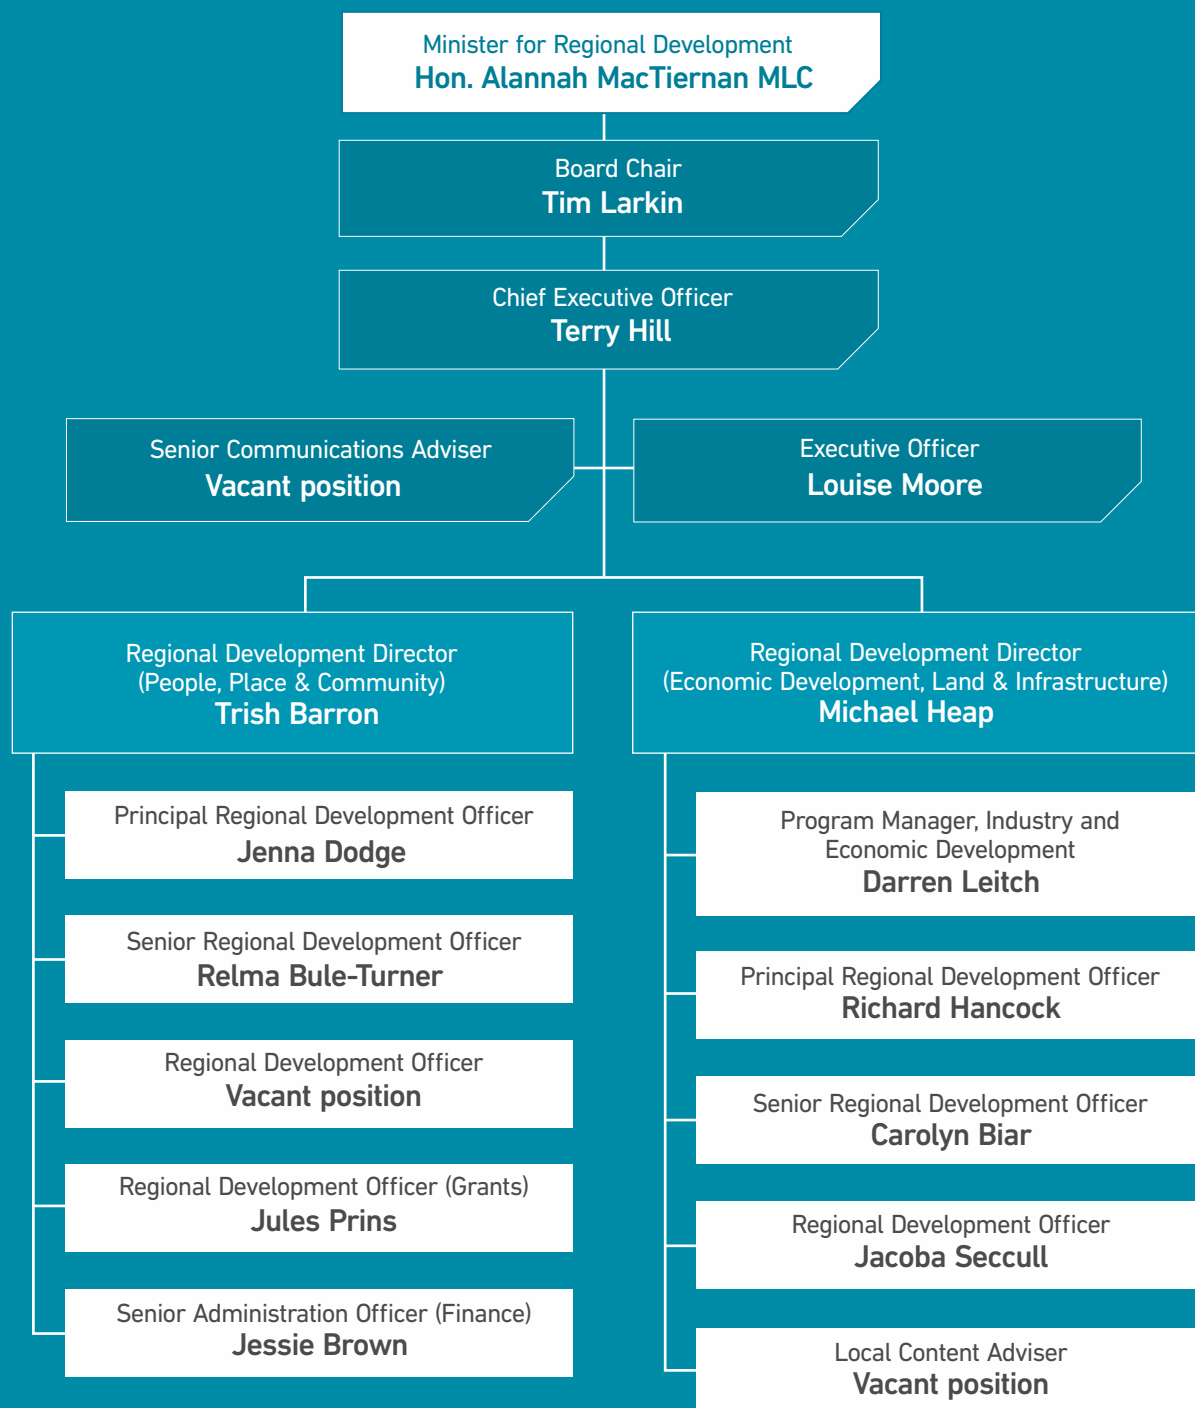 Minister for Regional Development
Hon. Alannah MacTiernan MLC
Board Chair
Tim Larkin
Chief Executive Officer
Terry Hill
Senior Communications Adviser
Vacant position
Executive Officer
Louise Moore
Regional Development Director
(People, Place & Community)
Trish Barron
Principal Regional Development Officer
Jenna Dodge
Senior Regional Development Officer
Relma Bule-Turner
Regional Development Officer
Vacant position
Regional Development Officer (Grants)
Jules Prins
Senior Administration Officer (Finance)
Jessie Brown
Regional Development Director
(Economic Development, Land & Infrastructure)
Michael Heap
Program Manager, Industry and
Economic Development
Darren Leitch
Principal Regional Development Officer
Richard Hancock
Senior Regional Development Officer
Carolyn Biar
Regional Development Officer
Jacoba Seccull
Local Content Adviser
Vacant position